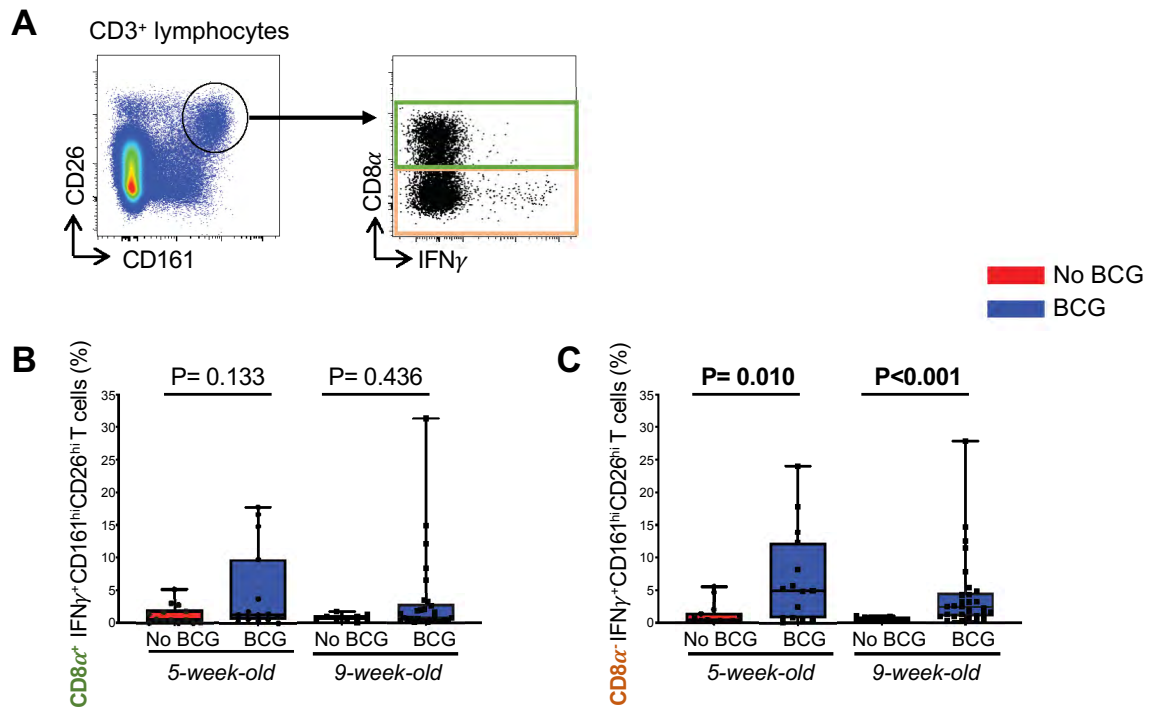 A
CD3⁺ lymphocytes
CD26
CD161
CD8α
IFNγ
No BCG
BCG
B
CD8α⁺ IFNγ⁺CD161ʰⁱCD26ʰⁱ T cells (%)
P= 0.133
P= 0.436
35
30
25
20
15
10
5
0
No BCG
BCG
No BCG
BCG
5-week-old
9-week-old
C
CD8α⁻ IFNγ⁺CD161ʰⁱCD26ʰⁱ T cells (%)
P= 0.010
P<0.001
35
30
25
20
15
10
5
0
No BCG
BCG
No BCG
BCG
5-week-old
9-week-old